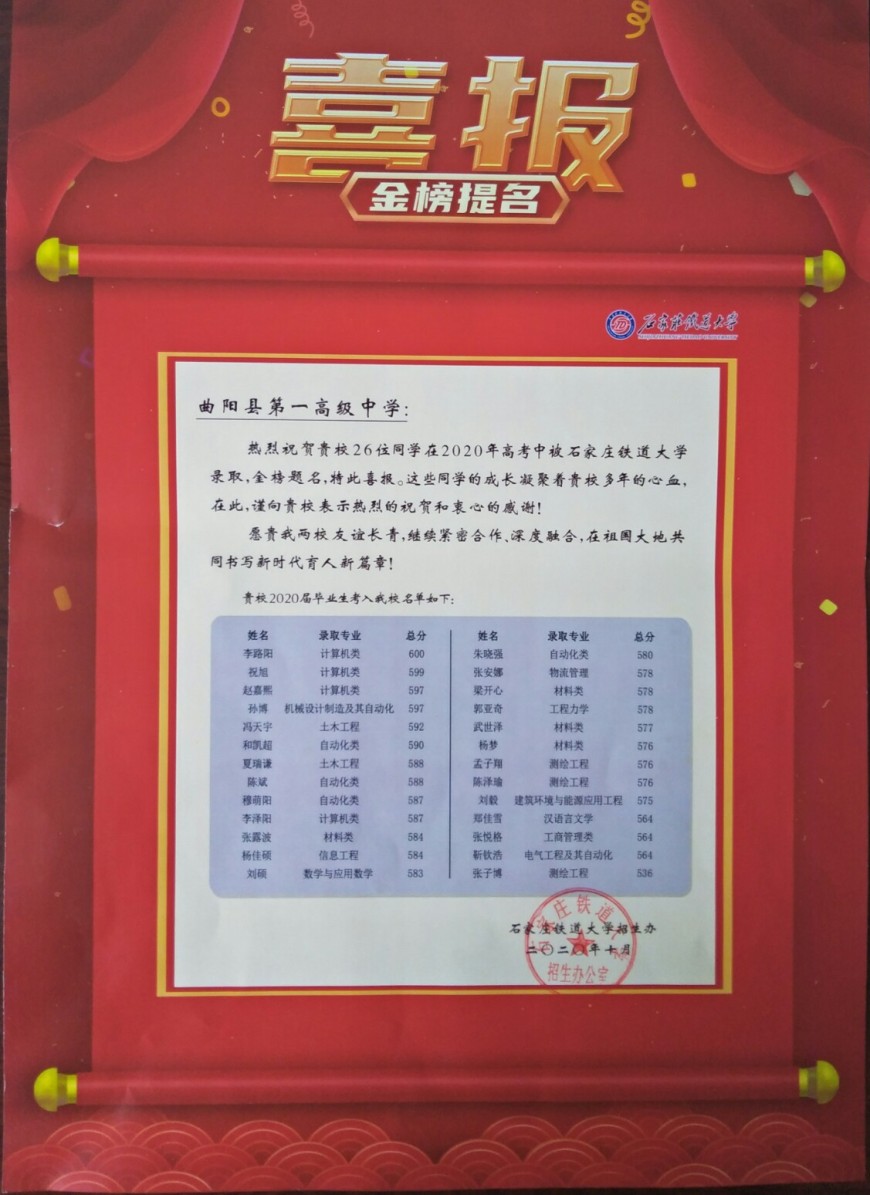 喜报
金榜提名
石家庄铁道大学
曲阳县第一高级中学:
热烈祝贺贵校26位同学在2020年高考中被石家庄铁道大学
录取,金榜题名,特此喜报。这些同学的成长凝聚着贵校多年的心血,
在此,谨向贵校表示热烈的祝贺和衷心的感谢!
愿贵我两校友谊长青,继续紧密合作、深度融合,在祖国大地共
同书写新时代育人新篇章!
贵校2020届毕业生考入我校名单如下:
姓名 录取专业 总分 姓名 录取专业 总分
李路阳 计算机类 600 朱晓强 自动化类 580
祝旭 计算机类 599 张安娜 物流管理 578
赵嘉熙 计算机类 597 梁开心 材料类 578
孙博 机械设计制造及其自动化 597 郭亚奇 工程力学 578
冯天宇 土木工程 592 武世泽 材料类 577
和凯超 自动化类 590 杨梦 材料类 576
夏瑞谦 土木工程 588 孟子翔 测绘工程 576
陈斌 自动化类 588 陈泽瑜 测绘工程 576
穆萌阳 自动化类 587 刘毅 建筑环境与能源应用工程 575
李泽阳 计算机类 587 郑佳雪 汉语言文学 564
张露波 材料类 584 张悦格 工商管理类 564
杨佳硕 信息工程 584 靳钦浩 电气工程及其自动化 564
刘硕 数学与应用数学 583 张子博 测绘工程 536
石家庄铁道大学招生办
二〇二〇年十月
招生办公室